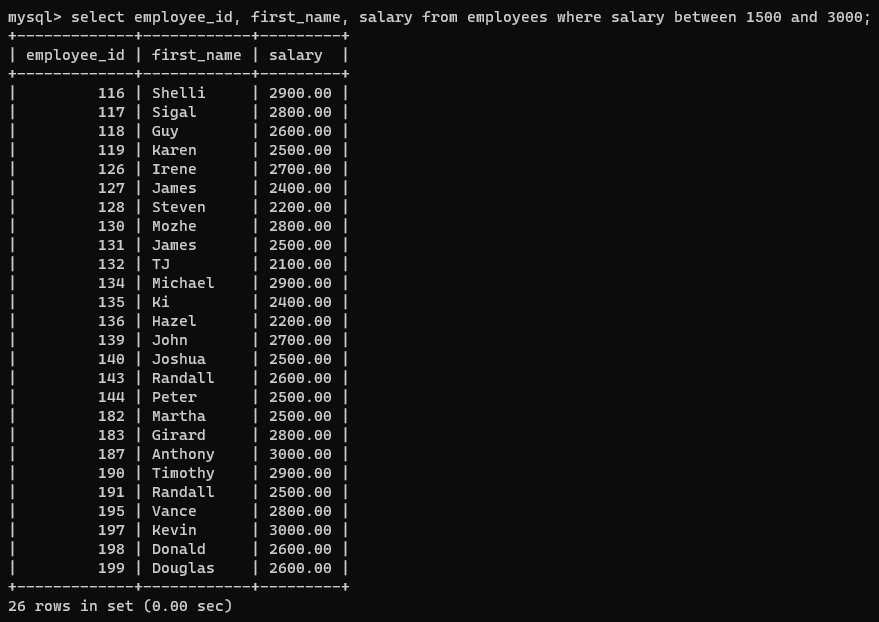 mysql> select employee_id, first_name, salary from employees where salary between 1500 and 3000;
+-------------+------------+---------+
| employee_id | first_name | salary  |
+-------------+------------+---------+
|         116 | Shelli     | 2900.00 |
|         117 | Sigal      | 2800.00 |
|         118 | Guy        | 2600.00 |
|         119 | Karen      | 2500.00 |
|         126 | Irene      | 2700.00 |
|         127 | James      | 2400.00 |
|         128 | Steven     | 2200.00 |
|         130 | Mozhe      | 2800.00 |
|         131 | James      | 2500.00 |
|         132 | TJ         | 2100.00 |
|         134 | Michael    | 2900.00 |
|         135 | Ki         | 2400.00 |
|         136 | Hazel      | 2200.00 |
|         139 | John       | 2700.00 |
|         140 | Joshua     | 2500.00 |
|         143 | Randall    | 2600.00 |
|         144 | Peter      | 2500.00 |
|         182 | Martha     | 2500.00 |
|         183 | Girard     | 2800.00 |
|         187 | Anthony    | 3000.00 |
|         190 | Timothy    | 2900.00 |
|         191 | Randall    | 2500.00 |
|         195 | Vance      | 2800.00 |
|         197 | Kevin      | 3000.00 |
|         198 | Donald     | 2600.00 |
|         199 | Douglas    | 2600.00 |
+-------------+------------+---------+
26 rows in set (0.00 sec)